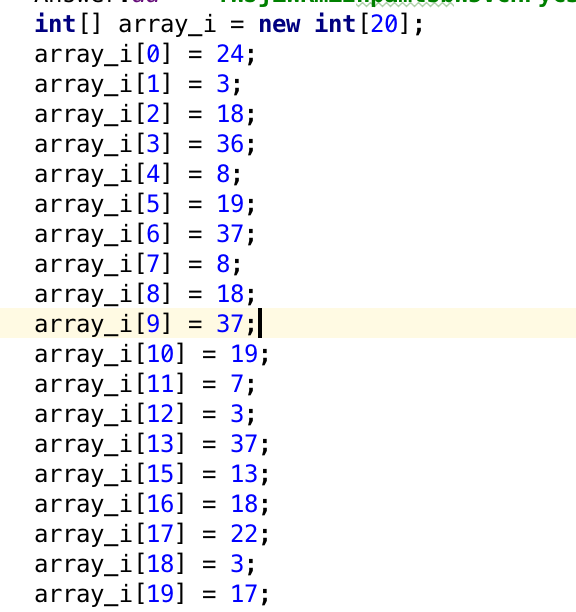 int[] array_i = new int[20];
array_i[0] = 24;
array_i[1] = 3;
array_i[2] = 18;
array_i[3] = 36;
array_i[4] = 8;
array_i[5] = 19;
array_i[6] = 37;
array_i[7] = 8;
array_i[8] = 18;
array_i[9] = 37;
array_i[10] = 19;
array_i[11] = 7;
array_i[12] = 3;
array_i[13] = 37;
array_i[15] = 13;
array_i[16] = 18;
array_i[17] = 22;
array_i[18] = 3;
array_i[19] = 17;